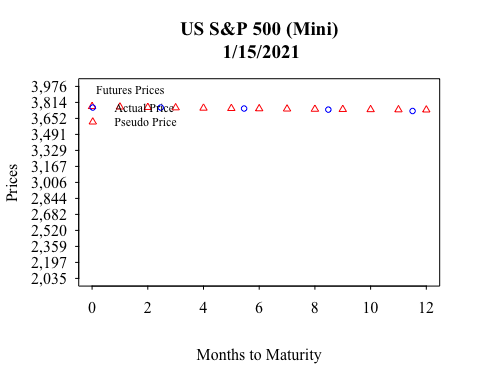 US S&P 500 (Mini)
1/15/2021
Futures Prices
Actual Price
Pseudo Price
Prices
3,976
3,814
3,652
3,491
3,329
3,167
3,006
2,844
2,682
2,520
2,359
2,197
2,035
0 2 4 6 8 10 12
Months to Maturity